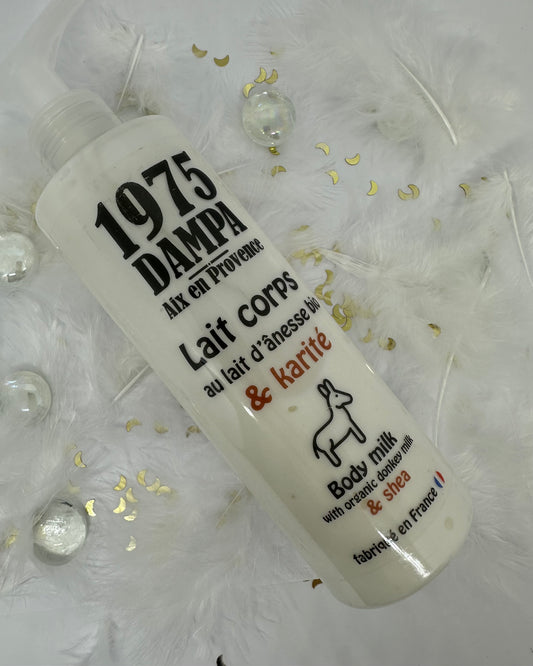 1975
DAMPA
Aix en Provence
Lait corps
au lait d'ânesse bio
& karité
Body milk
with organic donkey milk
& shea
fabriqué en France